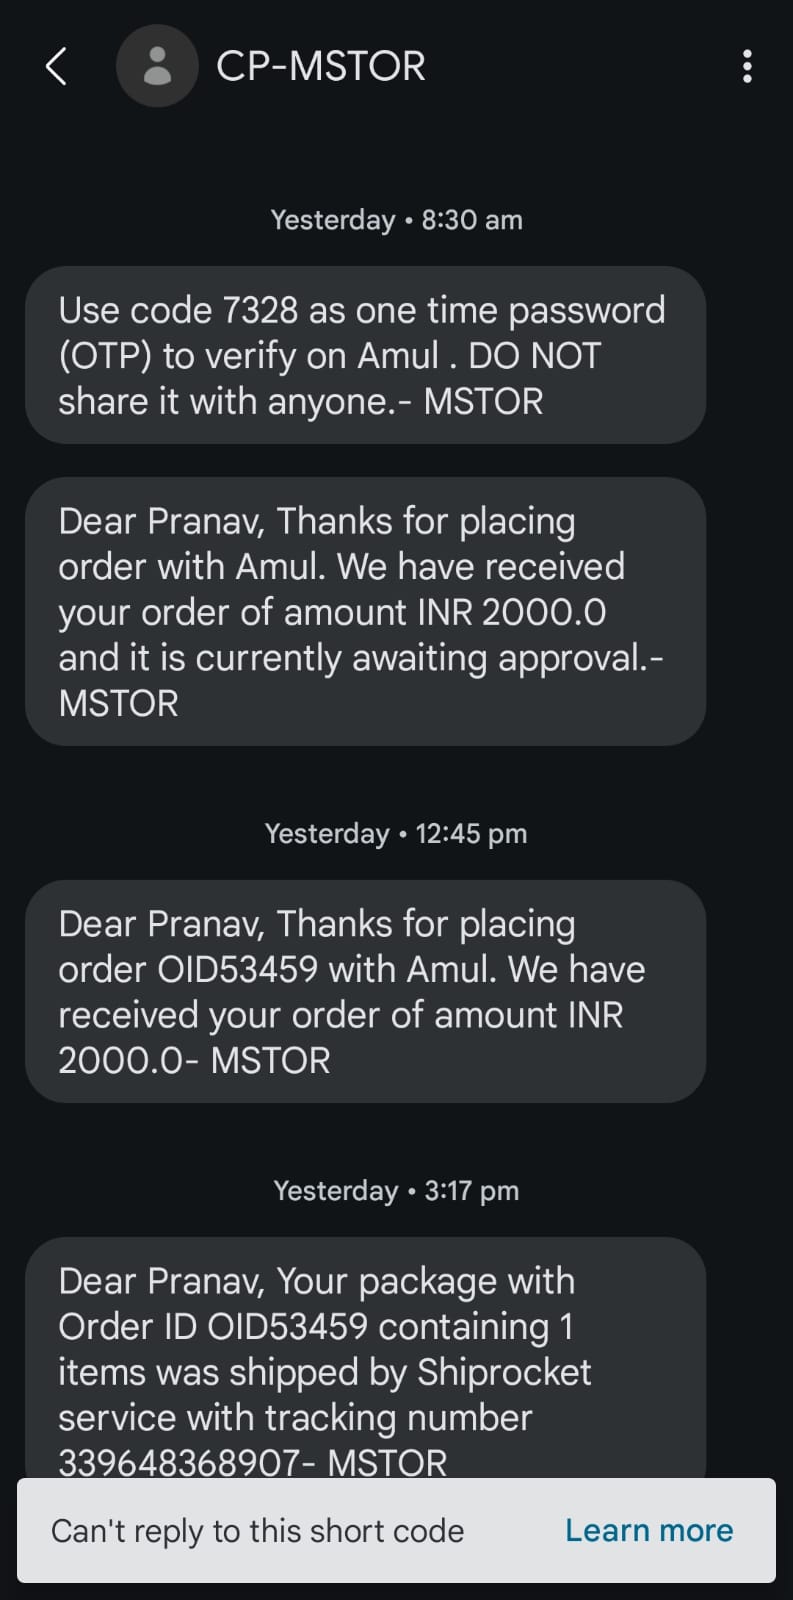 CP-MSTOR
Yesterday • 8:30 am
Use code 7328 as one time password
(OTP) to verify on Amul . DO NOT
share it with anyone.- MSTOR
Dear Pranav, Thanks for placing
order with Amul. We have received
your order of amount INR 2000.0
and it is currently awaiting approval.-
MSTOR
Yesterday • 12:45 pm
Dear Pranav, Thanks for placing
order OID53459 with Amul. We have
received your order of amount INR
2000.0- MSTOR
Yesterday • 3:17 pm
Dear Pranav, Your package with
Order ID OID53459 containing 1
items was shipped by Shiprocket
service with tracking number
339648368907- MSTOR
Can't reply to this short code Learn more